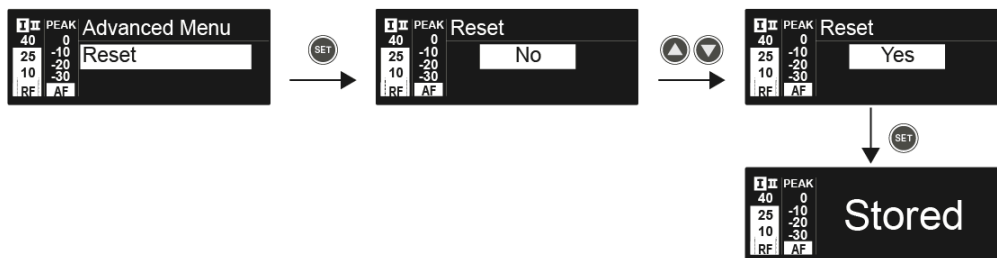 I II PEAK Advanced Menu
40 0
25 -10 Reset
10 -20
-30
RF AF
SET
I II PEAK Reset
40 0
25 -10 No
10 -20
-30
RF AF
I II PEAK Reset
40 0
25 -10 Yes
10 -20
-30
RF AF
SET
I II PEAK
40 0
25 -10 Stored
10 -20
-30
RF AF